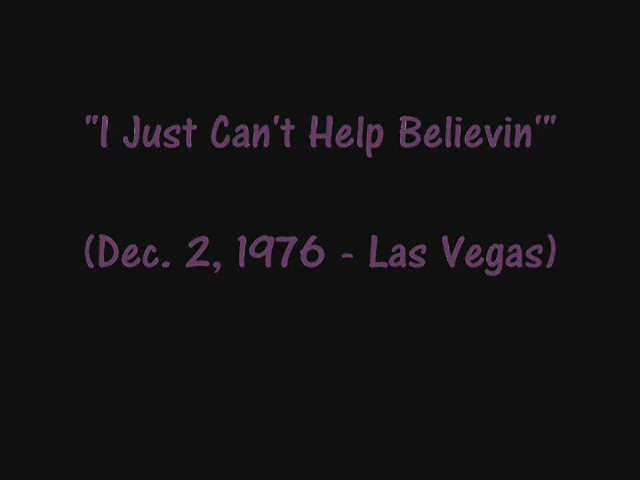 "I Just Can't Help Believin'"
(Dec. 2, 1976 - Las Vegas)